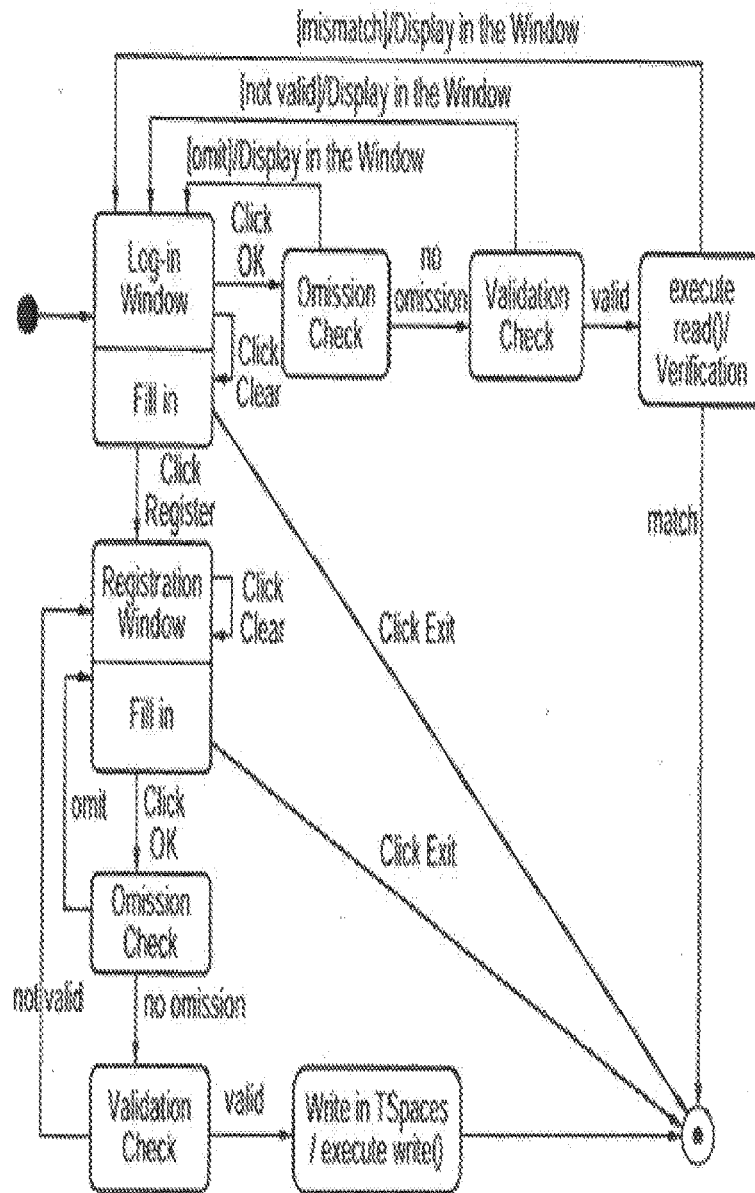 [mismatch]/Display in the Window
[not valid]/Display in the Window
[omit]/Display in the Window
Log-in
Window
Fill in
Click
OK
Click
Clear
Omission
Check
no
omission
Validation
Check
valid
execute
read()/
Verification
Click
Register
match
Registration
Window
Fill in
Click
Clear
Click Exit
omit
Click
OK
Click Exit
Omission
Check
not valid
no omission
Validation
Check
valid
Write in TSpaces
/ execute write()